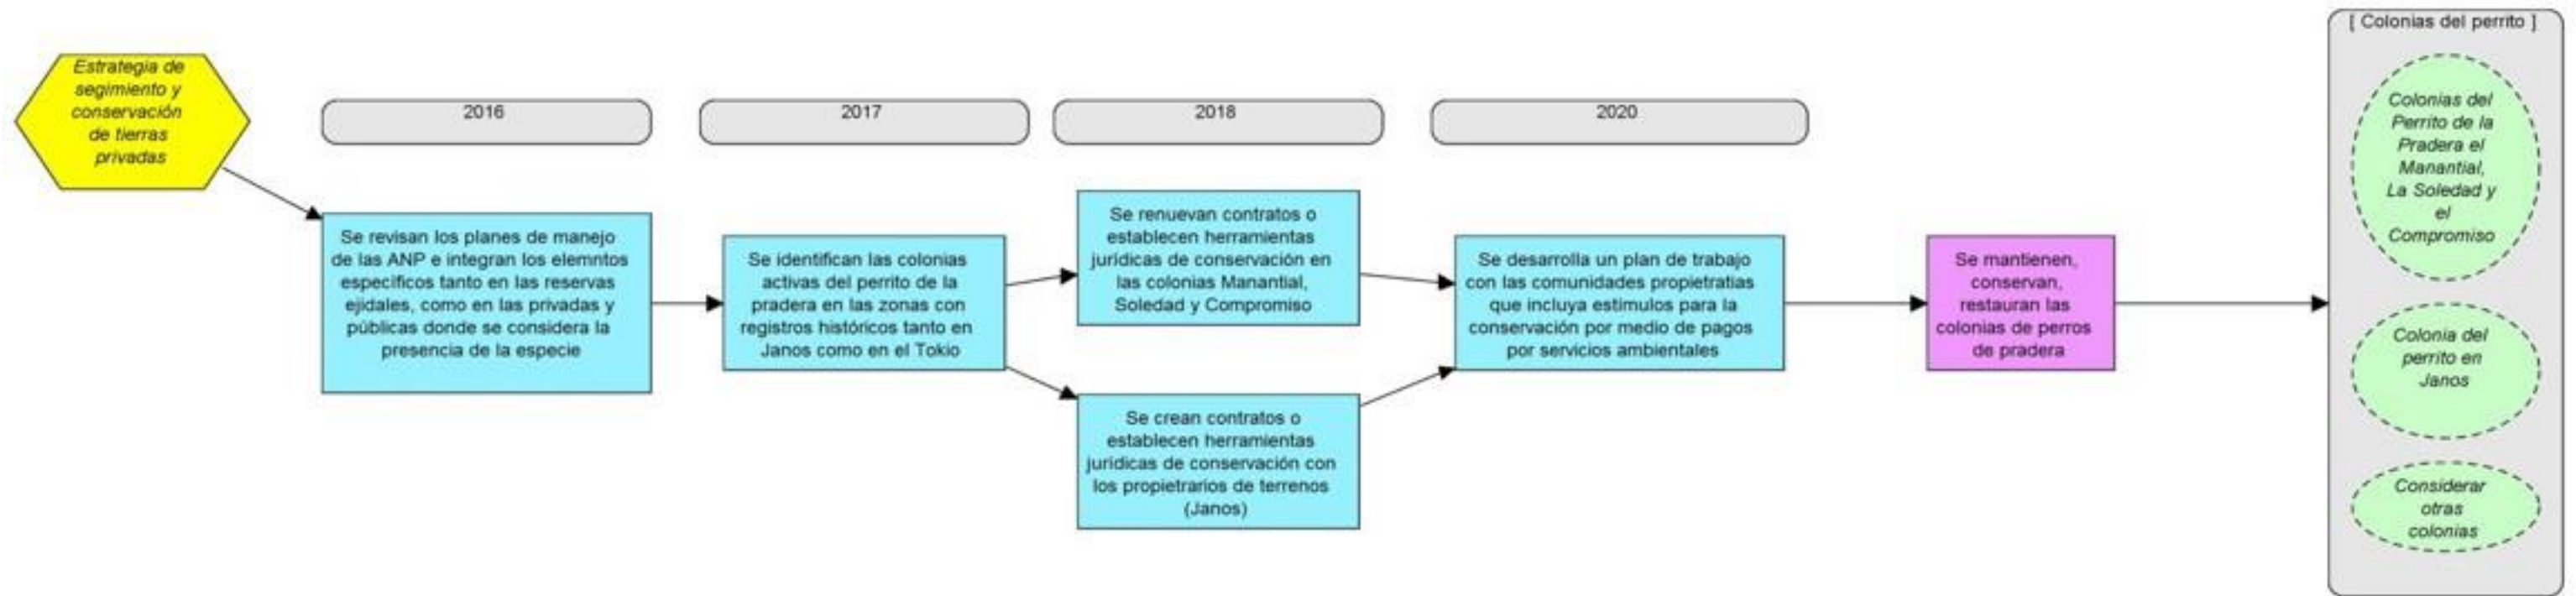 Estrategia de
segimiento y
conservación
de tierras
privadas
2016
Se revisan los planes de manejo
de las ANP e integran los elemntos
específicos tanto en las reservas
ejidales, como en las privadas y
públicas donde se considera la
presencia de la especie
2017
Se identifican las colonias
activas del perrito de la
pradera en las zonas con
registros históricos tanto en
Janos como en el Tokio
2018
Se renuevan contratos o
establecen herramientas
jurídicas de conservación en
las colonias Manantial,
Soledad y Compromiso
Se crean contratos o
establecen herramientas
jurídicas de conservación con
los propietrarios de terrenos
(Janos)
2020
Se desarrolla un plan de trabajo
con las comunidades propietratias
que incluya estímulos para la
conservación por medio de pagos
por servicios ambientales
Se mantienen,
conservan,
restauran las
colonias de perros
de pradera
[ Colonias del perrito ]
Colonias del
Perrito de la
Pradera el
Manantial,
La Soledad y
el
Compromiso
Colonia del
perrito en
Janos
Considerar
otras
colonias